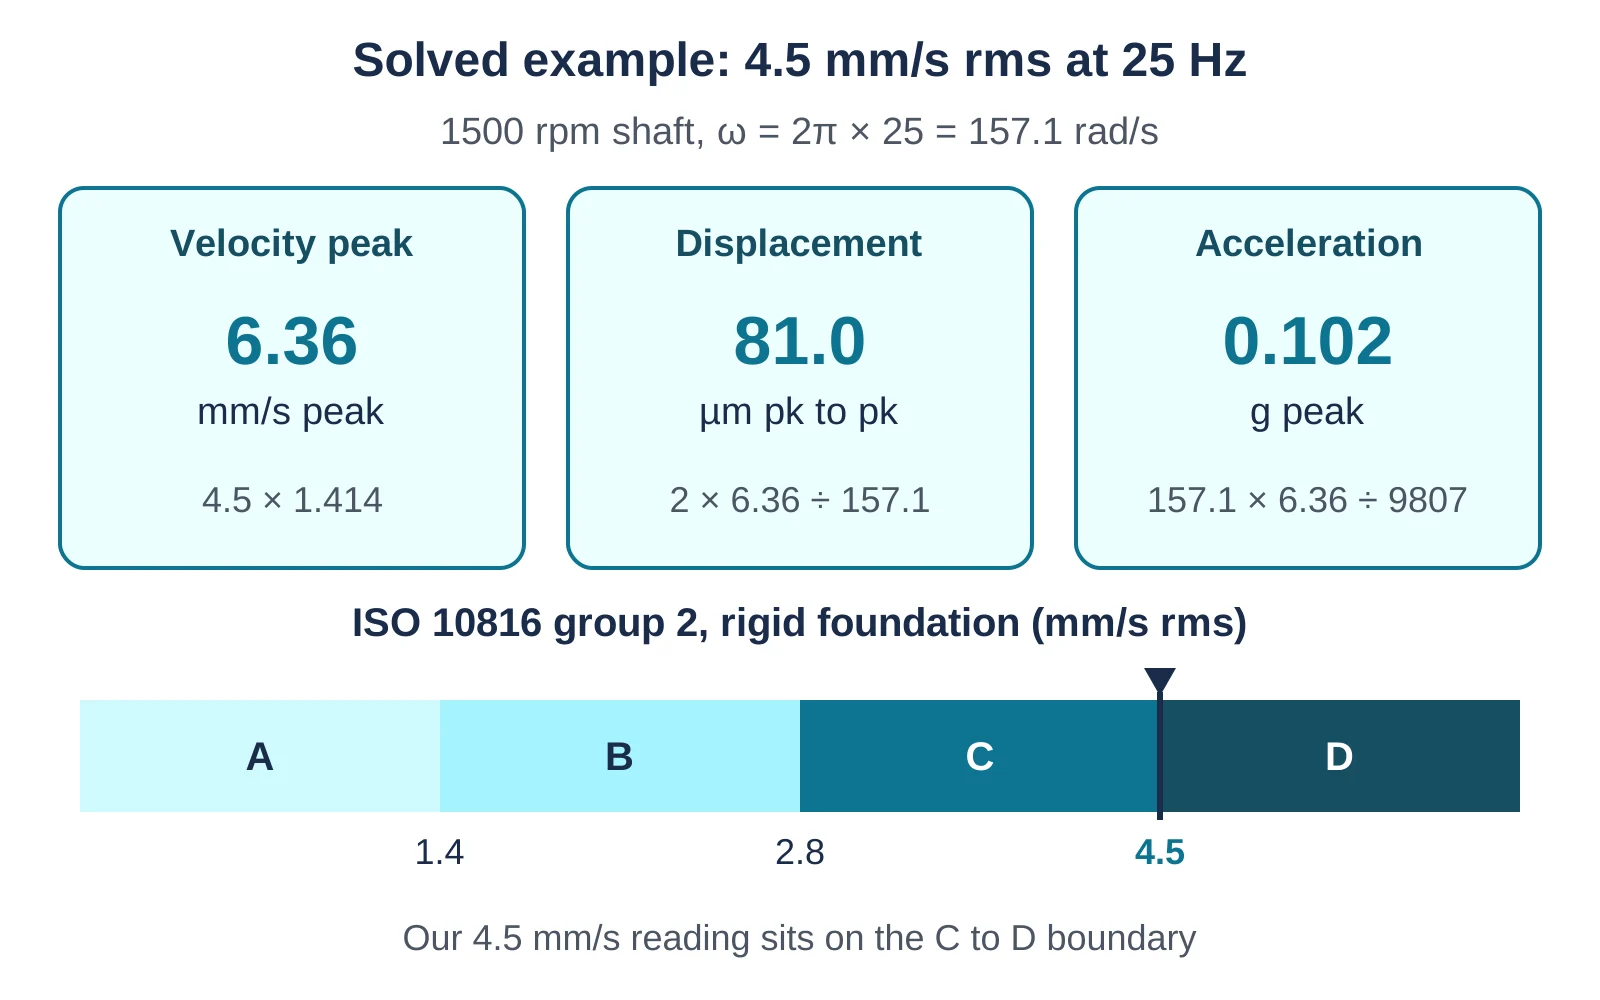 Solved example: 4.5 mm/s rms at 25 Hz
1500 rpm shaft, ω = 2π × 25 = 157.1 rad/s
Velocity peak
6.36
mm/s peak
4.5 × 1.414
Displacement
81.0
µm pk to pk
2 × 6.36 ÷ 157.1
Acceleration
0.102
g peak
157.1 × 6.36 ÷ 9807
ISO 10816 group 2, rigid foundation (mm/s rms)
A B C D
1.4 2.8 4.5
Our 4.5 mm/s reading sits on the C to D boundary